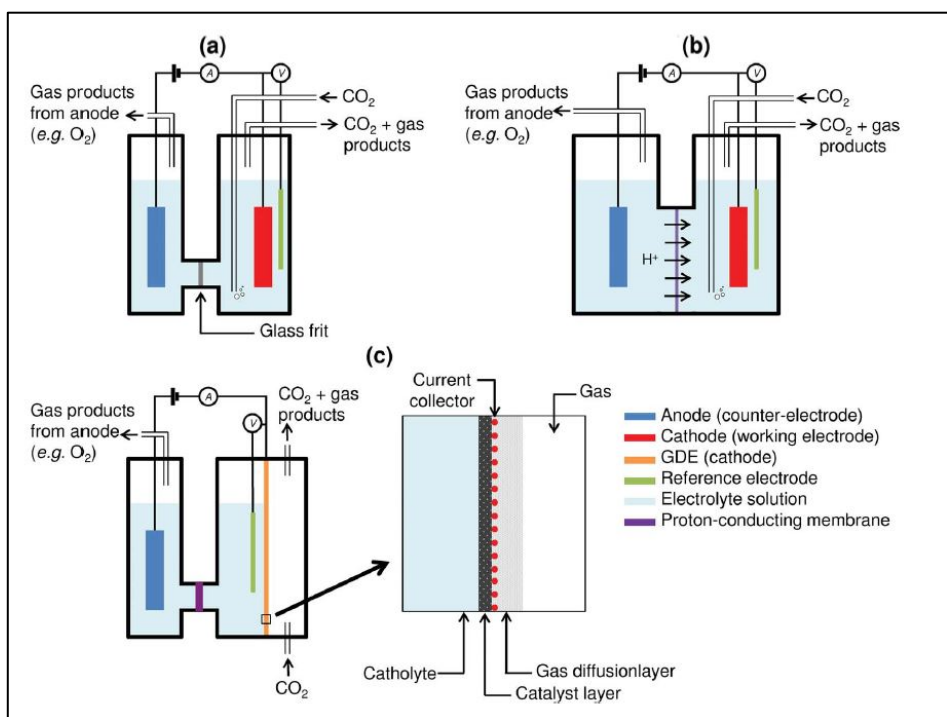 (a)
A
V
Gas products
from anode
(e.g. O₂)
CO₂
CO₂ + gas
products
Glass frit
(b)
A
V
Gas products
from anode
(e.g. O₂)
CO₂
CO₂ + gas
products
H⁺
(c)
A
V
Gas products
from anode
(e.g. O₂)
CO₂ + gas
products
CO₂
Current
collector
Gas
Catholyte
Gas diffusionlayer
Catalyst layer
Anode (counter-electrode)
Cathode (working electrode)
GDE (cathode)
Reference electrode
Electrolyte solution
Proton-conducting membrane